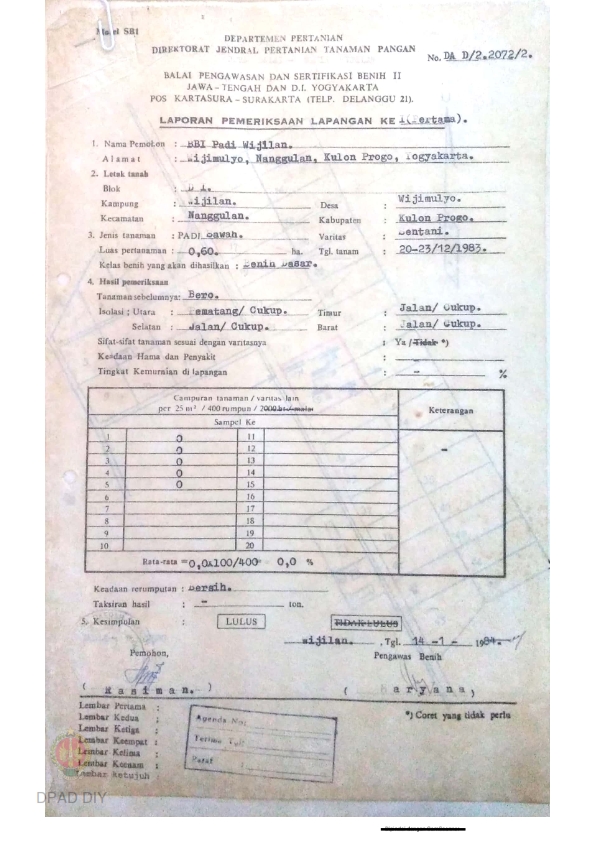 Model SB1
DEPARTEMEN PERTANIAN
DIREKTORAT JENDRAL PERTANIAN TANAMAN PANGAN
No. DA D/2.2072/2.
BALAI PENGAWASAN DAN SERTIFIKASI BENIH II
JAWA-TENGAH DAN D.I. YOGYAKARTA
POS KARTASURA – SURAKARTA (TELP. DELANGGU 21).
LAPORAN PEMERIKSAAN LAPANGAN KE I(Pertama).
1. Nama Pemohon : BBI Padi Wijilan.
Alamat : Wijimulyo, Nanggulan, Kulon Progo, Yogyakarta.
2. Letak tanah
Blok :
Kampung : Wijilan. Desa : Wijimulyo.
Kecamatan : Nanggulan. Kabupaten : Kulon Progo.
3. Jenis tanaman : PADI Sawah. Varitas : Centani.
Luas pertanaman : 0,60. ha. Tgl. tanam : 20-23/12/1983.
Kelas benih yang akan dihasilkan : Benih Dasar.
4. Hasil pemeriksaan
Tanaman sebelumnya: Bero.
Isolasi ; Utara : Pematang/ Cukup. Timur : Jalan/ Cukup.
Selatan : Jalan/ Cukup. Barat : Jalan/ Cukup.
Sifat-sifat tanaman sesuai dengan varitasnya : Ya / Tidak *)
Keadaan Hama dan Penyakit : -
Tingkat Kemurnian di lapangan : - %
Campuran tanaman / varitas lain
per 25 m² / 400 rumpun / 2000
Keterangan
Sampel Ke
1 0 11
2 0 12 -
3 0 13
4 0 14
5 0 15
6 16
7 17
8 18
9 19
10 20
Rata-rata = 0,0x100/400= 0,0 %
Keadaan rerumputan : Bersih.
Taksiran hasil : - ton.
5. Kesimpulan : LULUS TIDAK LULUS
Wijilan. , Tgl. 14 -1 - 1984.
Pemohon, Pengawas Benih
( Kasiman. ) ( Baryana )
Lembar Pertama :
Lembar Kedua :
Lembar Ketiga :
Lembar Keempat :
Lembar Kelima :
Lembar Keenam :
Lembar ketujuh
*) Coret yang tidak perlu
Agenda No:
Terima Tgl:
Paraf :
DPAD DIY